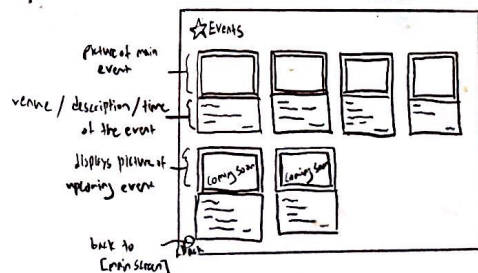 ☆Events
picture of main
event
venue / description / time
of the event
displays picture of
upcoming event
coming soon
coming soon
back to
[main screen]